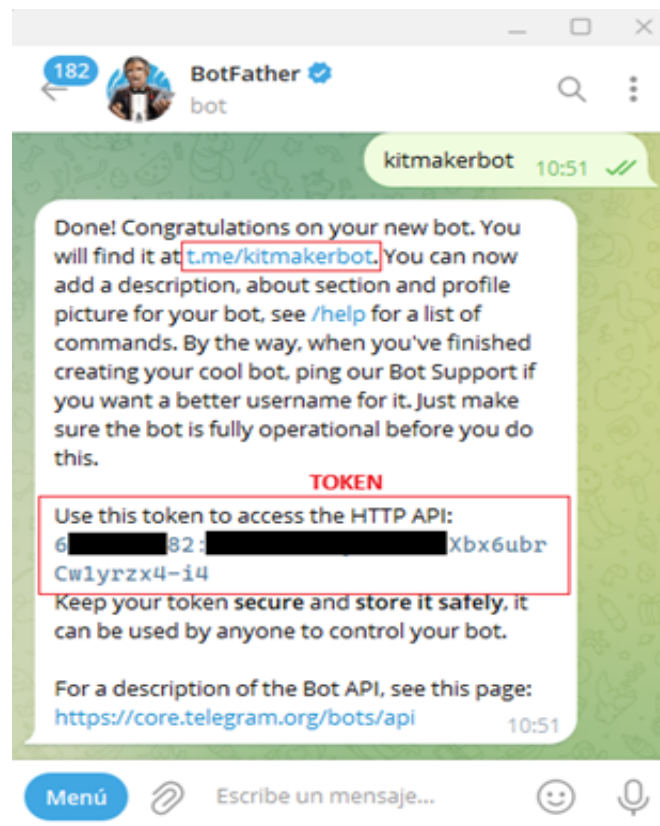 182
BotFather
bot
kitmakerbot 10:51
Done! Congratulations on your new bot. You
will find it at t.me/kitmakerbot. You can now
add a description, about section and profile
picture for your bot, see /help for a list of
commands. By the way, when you've finished
creating your cool bot, ping our Bot Support if
you want a better username for it. Just make
sure the bot is fully operational before you do
this.
TOKEN
Use this token to access the HTTP API:
6 82: Xbx6ubr
Cw1yrzx4-i4
Keep your token secure and store it safely, it
can be used by anyone to control your bot.
For a description of the Bot API, see this page:
https://core.telegram.org/bots/api 10:51
Menú Escribe un mensaje...